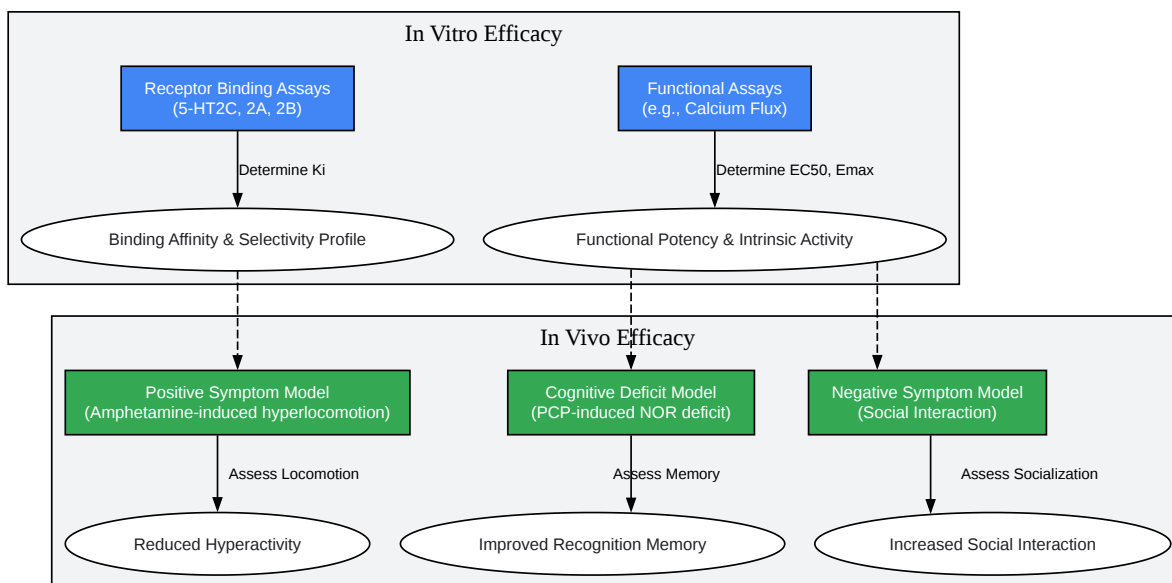 In Vitro Efficacy
Receptor Binding Assays
(5-HT2C, 2A, 2B)
Functional Assays
(e.g., Calcium Flux)
Determine Ki
Determine EC50, Emax
Binding Affinity & Selectivity Profile
Functional Potency & Intrinsic Activity
In Vivo Efficacy
Positive Symptom Model
(Amphetamine-induced hyperlocomotion)
Cognitive Deficit Model
(PCP-induced NOR deficit)
Negative Symptom Model
(Social Interaction)
Assess Locomotion
Assess Memory
Assess Socialization
Reduced Hyperactivity
Improved Recognition Memory
Increased Social Interaction